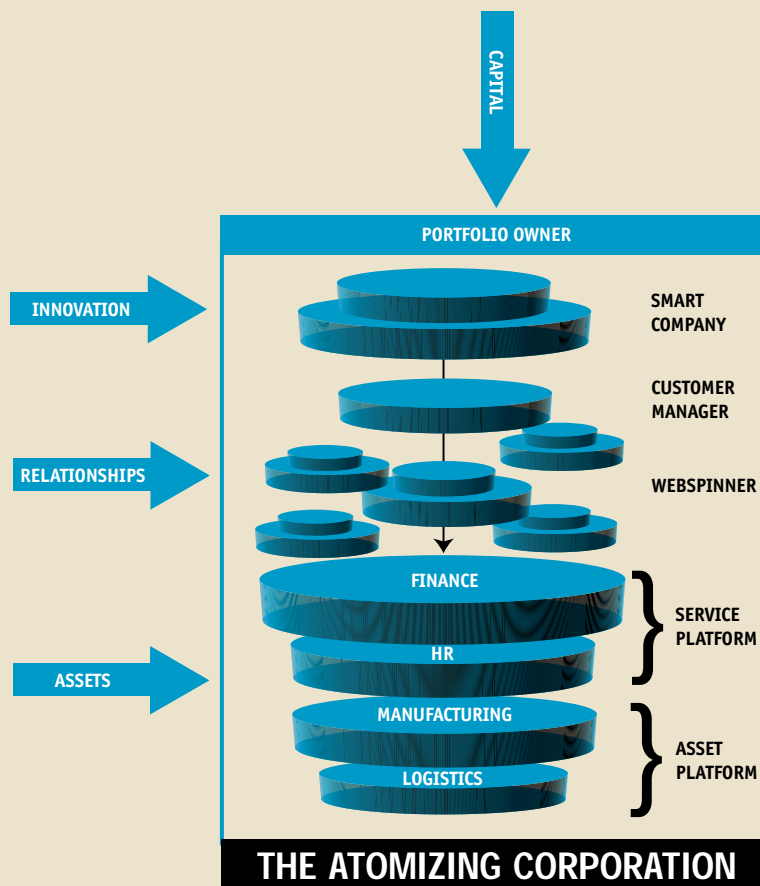 CAPITAL
PORTFOLIO OWNER
INNOVATION
SMART
COMPANY
CUSTOMER
MANAGER
RELATIONSHIPS
WEBSPINNER
FINANCE
SERVICE
PLATFORM
HR
ASSETS
MANUFACTURING
ASSET
PLATFORM
LOGISTICS
THE ATOMIZING CORPORATION